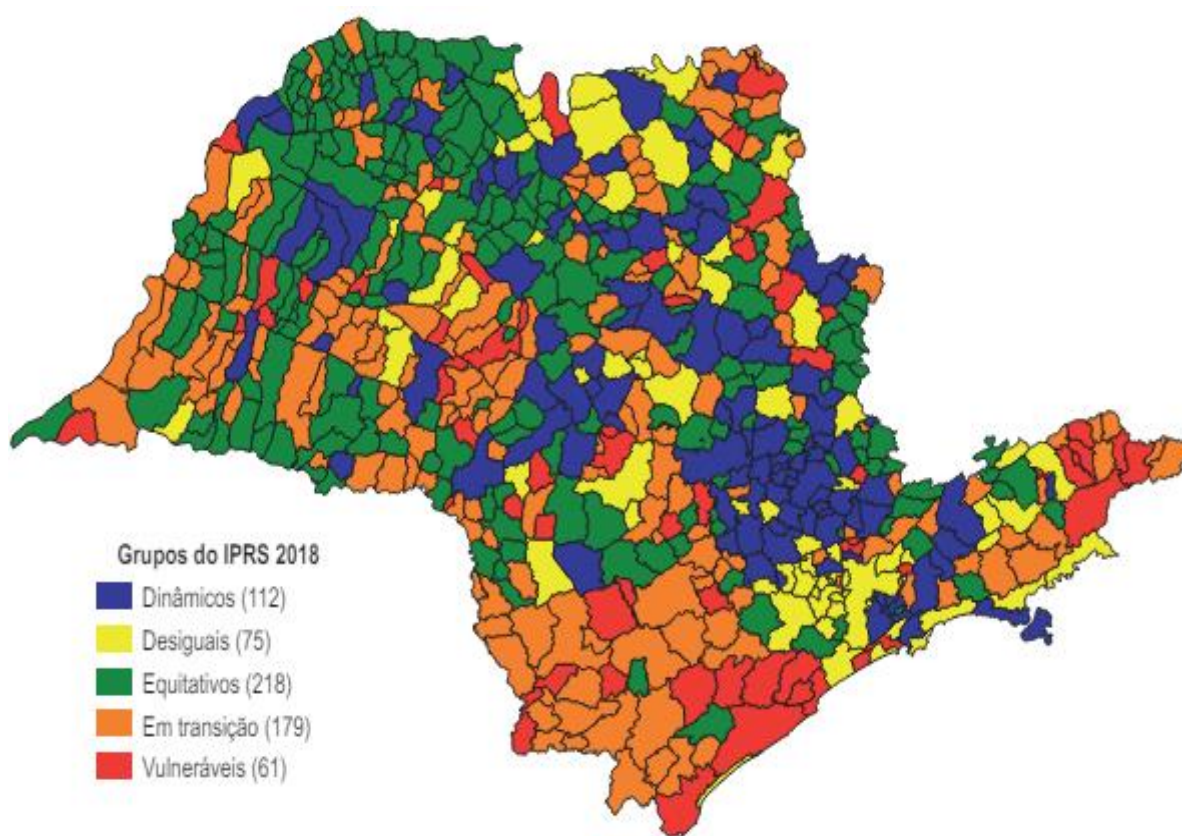 Grupos do IPRS 2018
Dinâmicos (112)
Desiguais (75)
Equitativos (218)
Em transição (179)
Vulneráveis (61)